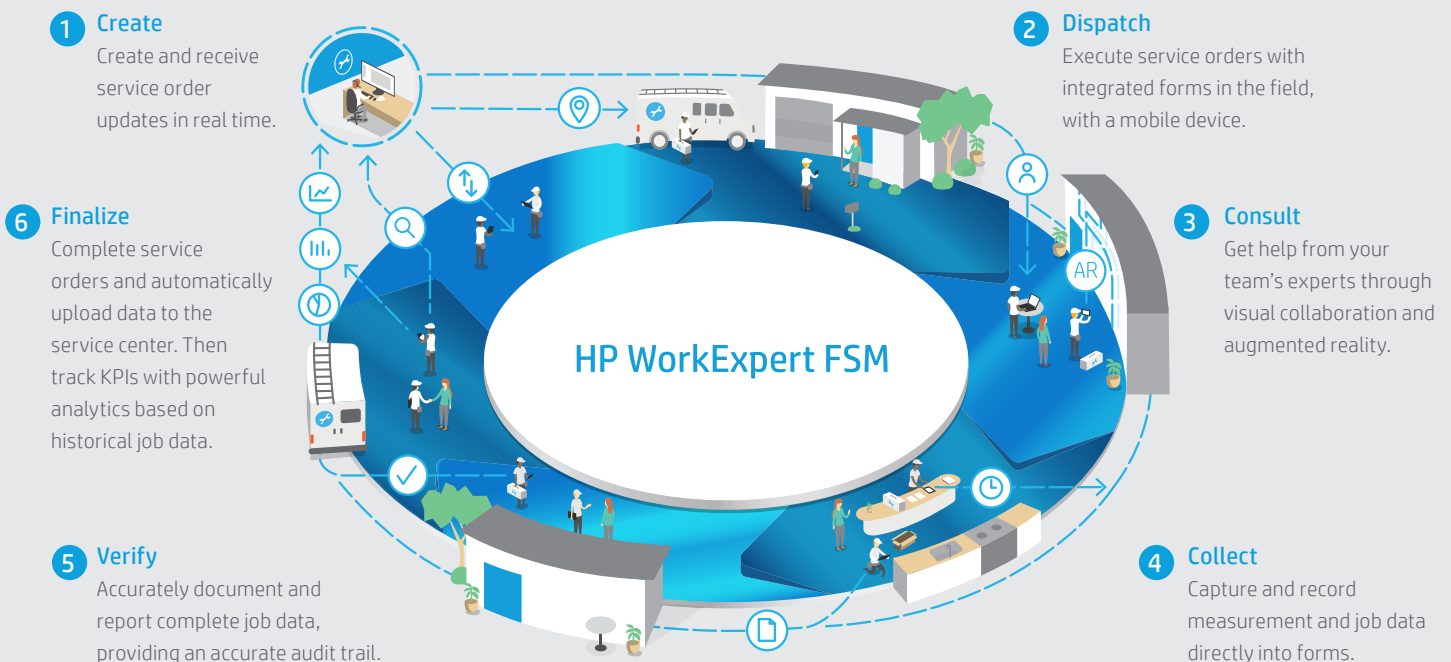 1 Create
Create and receive
service order
updates in real time.
2 Dispatch
Execute service orders with
integrated forms in the field,
with a mobile device.
3 Consult
Get help from your
team’s experts through
visual collaboration and
augmented reality.
AR
HP WorkExpert FSM
4 Collect
Capture and record
measurement and job data
directly into forms.
5 Verify
Accurately document and
report complete job data,
providing an accurate audit trail.
6 Finalize
Complete service
orders and automatically
upload data to the
service center. Then
track KPIs with powerful
analytics based on
historical job data.